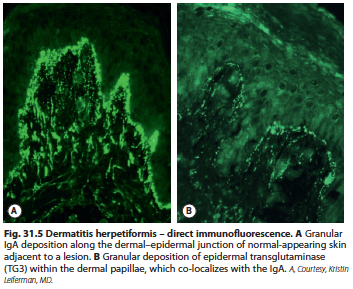 A
B
Fig. 31.5 Dermatitis herpetiformis – direct immunofluorescence. A Granular
IgA deposition along the dermal–epidermal junction of normal-appearing skin
adjacent to a lesion. B Granular deposition of epidermal transglutaminase
(TG3) within the dermal papillae, which co-localizes with the IgA. A, Courtesy, Kristin
Leiferman, MD.